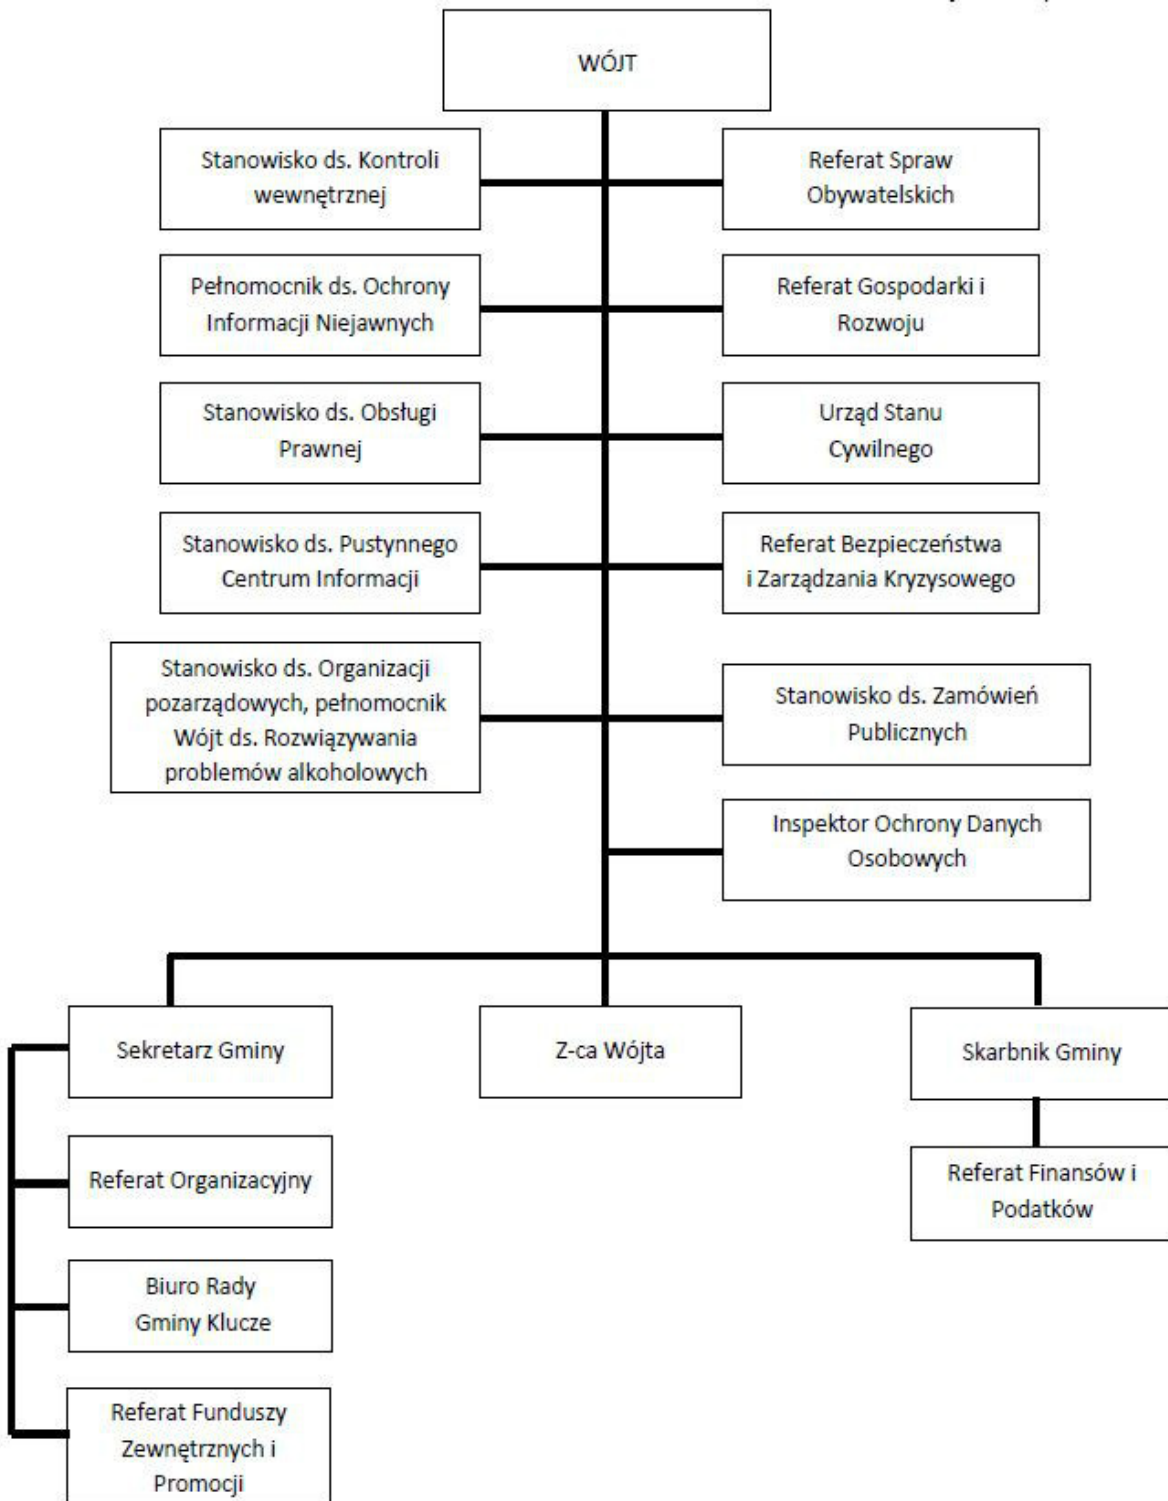 WÓJT
Stanowisko ds. Kontroli
wewnętrznej
Referat Spraw
Obywatelskich
Pełnomocnik ds. Ochrony
Informacji Niejawnych
Referat Gospodarki i
Rozwoju
Stanowisko ds. Obsługi
Prawnej
Urząd Stanu
Cywilnego
Stanowisko ds. Pustynnego
Centrum Informacji
Referat Bezpieczeństwa
i Zarządzania Kryzysowego
Stanowisko ds. Organizacji
pozarządowych, pełnomocnik
Wójt ds. Rozwiązywania
problemów alkoholowych
Stanowisko ds. Zamówień
Publicznych
Inspektor Ochrony Danych
Osobowych
Sekretarz Gminy
Z-ca Wójta
Skarbnik Gminy
Referat Organizacyjny
Referat Finansów i
Podatków
Biuro Rady
Gminy Klucze
Referat Funduszy
Zewnętrznych i
Promocji